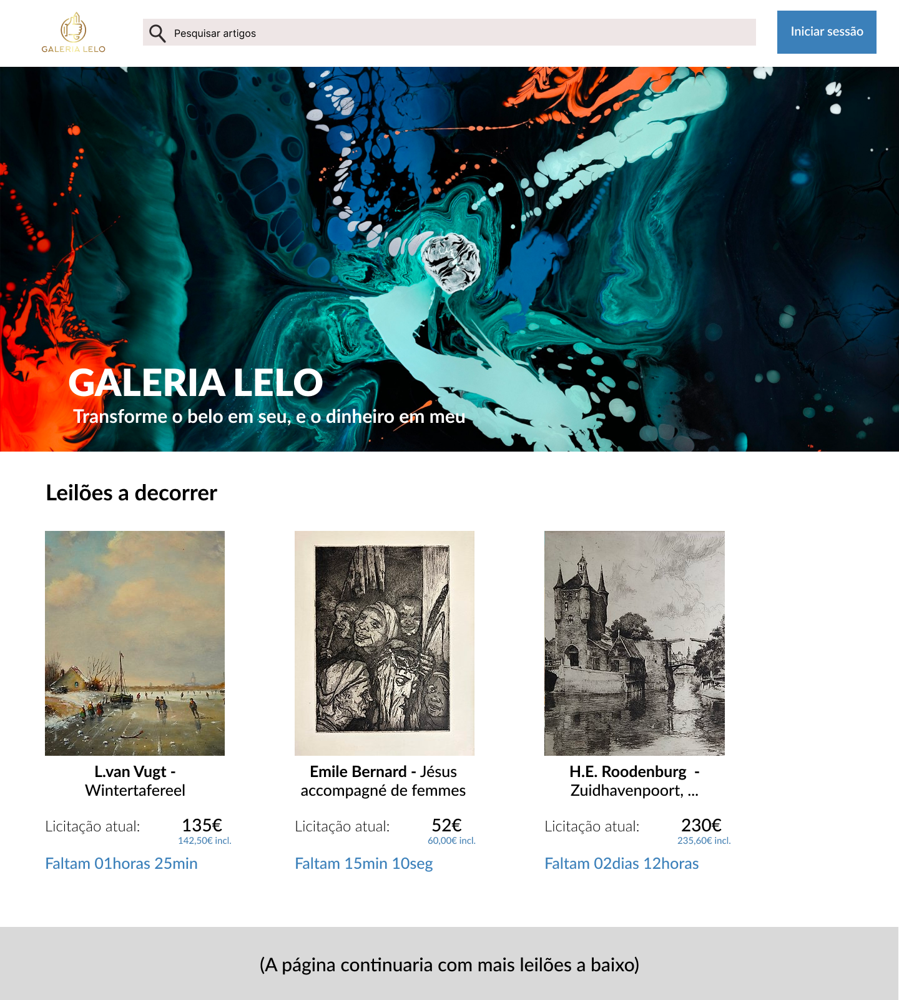 GALERIA LELO
Pesquisar artigos
Iniciar sessão
GALERIA LELO
Transforme o belo em seu, e o dinheiro em meu
Leilões a decorrer
L.van Vugt -
Wintertafereel
Licitação atual: 135€
142,50€ incl.
Faltam 01horas 25min
Emile Bernard - Jésus
accompagné de femmes
Licitação atual: 52€
60,00€ incl.
Faltam 15min 10seg
H.E. Roodenburg -
Zuidhavenpoort, ...
Licitação atual: 230€
235,60€ incl.
Faltam 02dias 12horas
(A página continuaria com mais leilões a baixo)